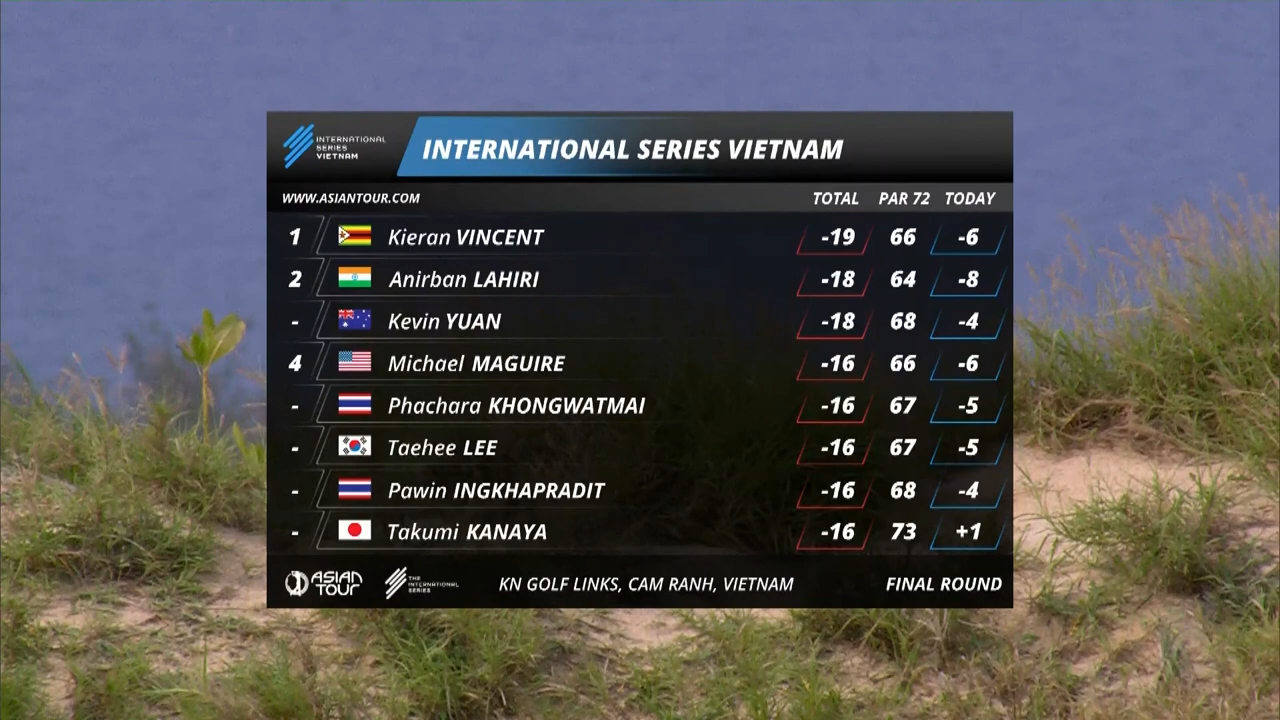 INTERNATIONAL SERIES VIETNAM
INTERNATIONAL SERIES VIETNAM
WWW.ASIANTOUR.COM TOTAL PAR 72 TODAY
1 Kieran VINCENT -19 66 -6
2 Anirban LAHIRI -18 64 -8
- Kevin YUAN -18 68 -4
4 Michael MAGUIRE -16 66 -6
- Phachara KHONGWATMAI -16 67 -5
- Taehee LEE -16 67 -5
- Pawin INGKHAPRADIT -16 68 -4
- Takumi KANAYA -16 73 +1
ASIAN TOUR THE INTERNATIONAL SERIES KN GOLF LINKS, CAM RANH, VIETNAM FINAL ROUND